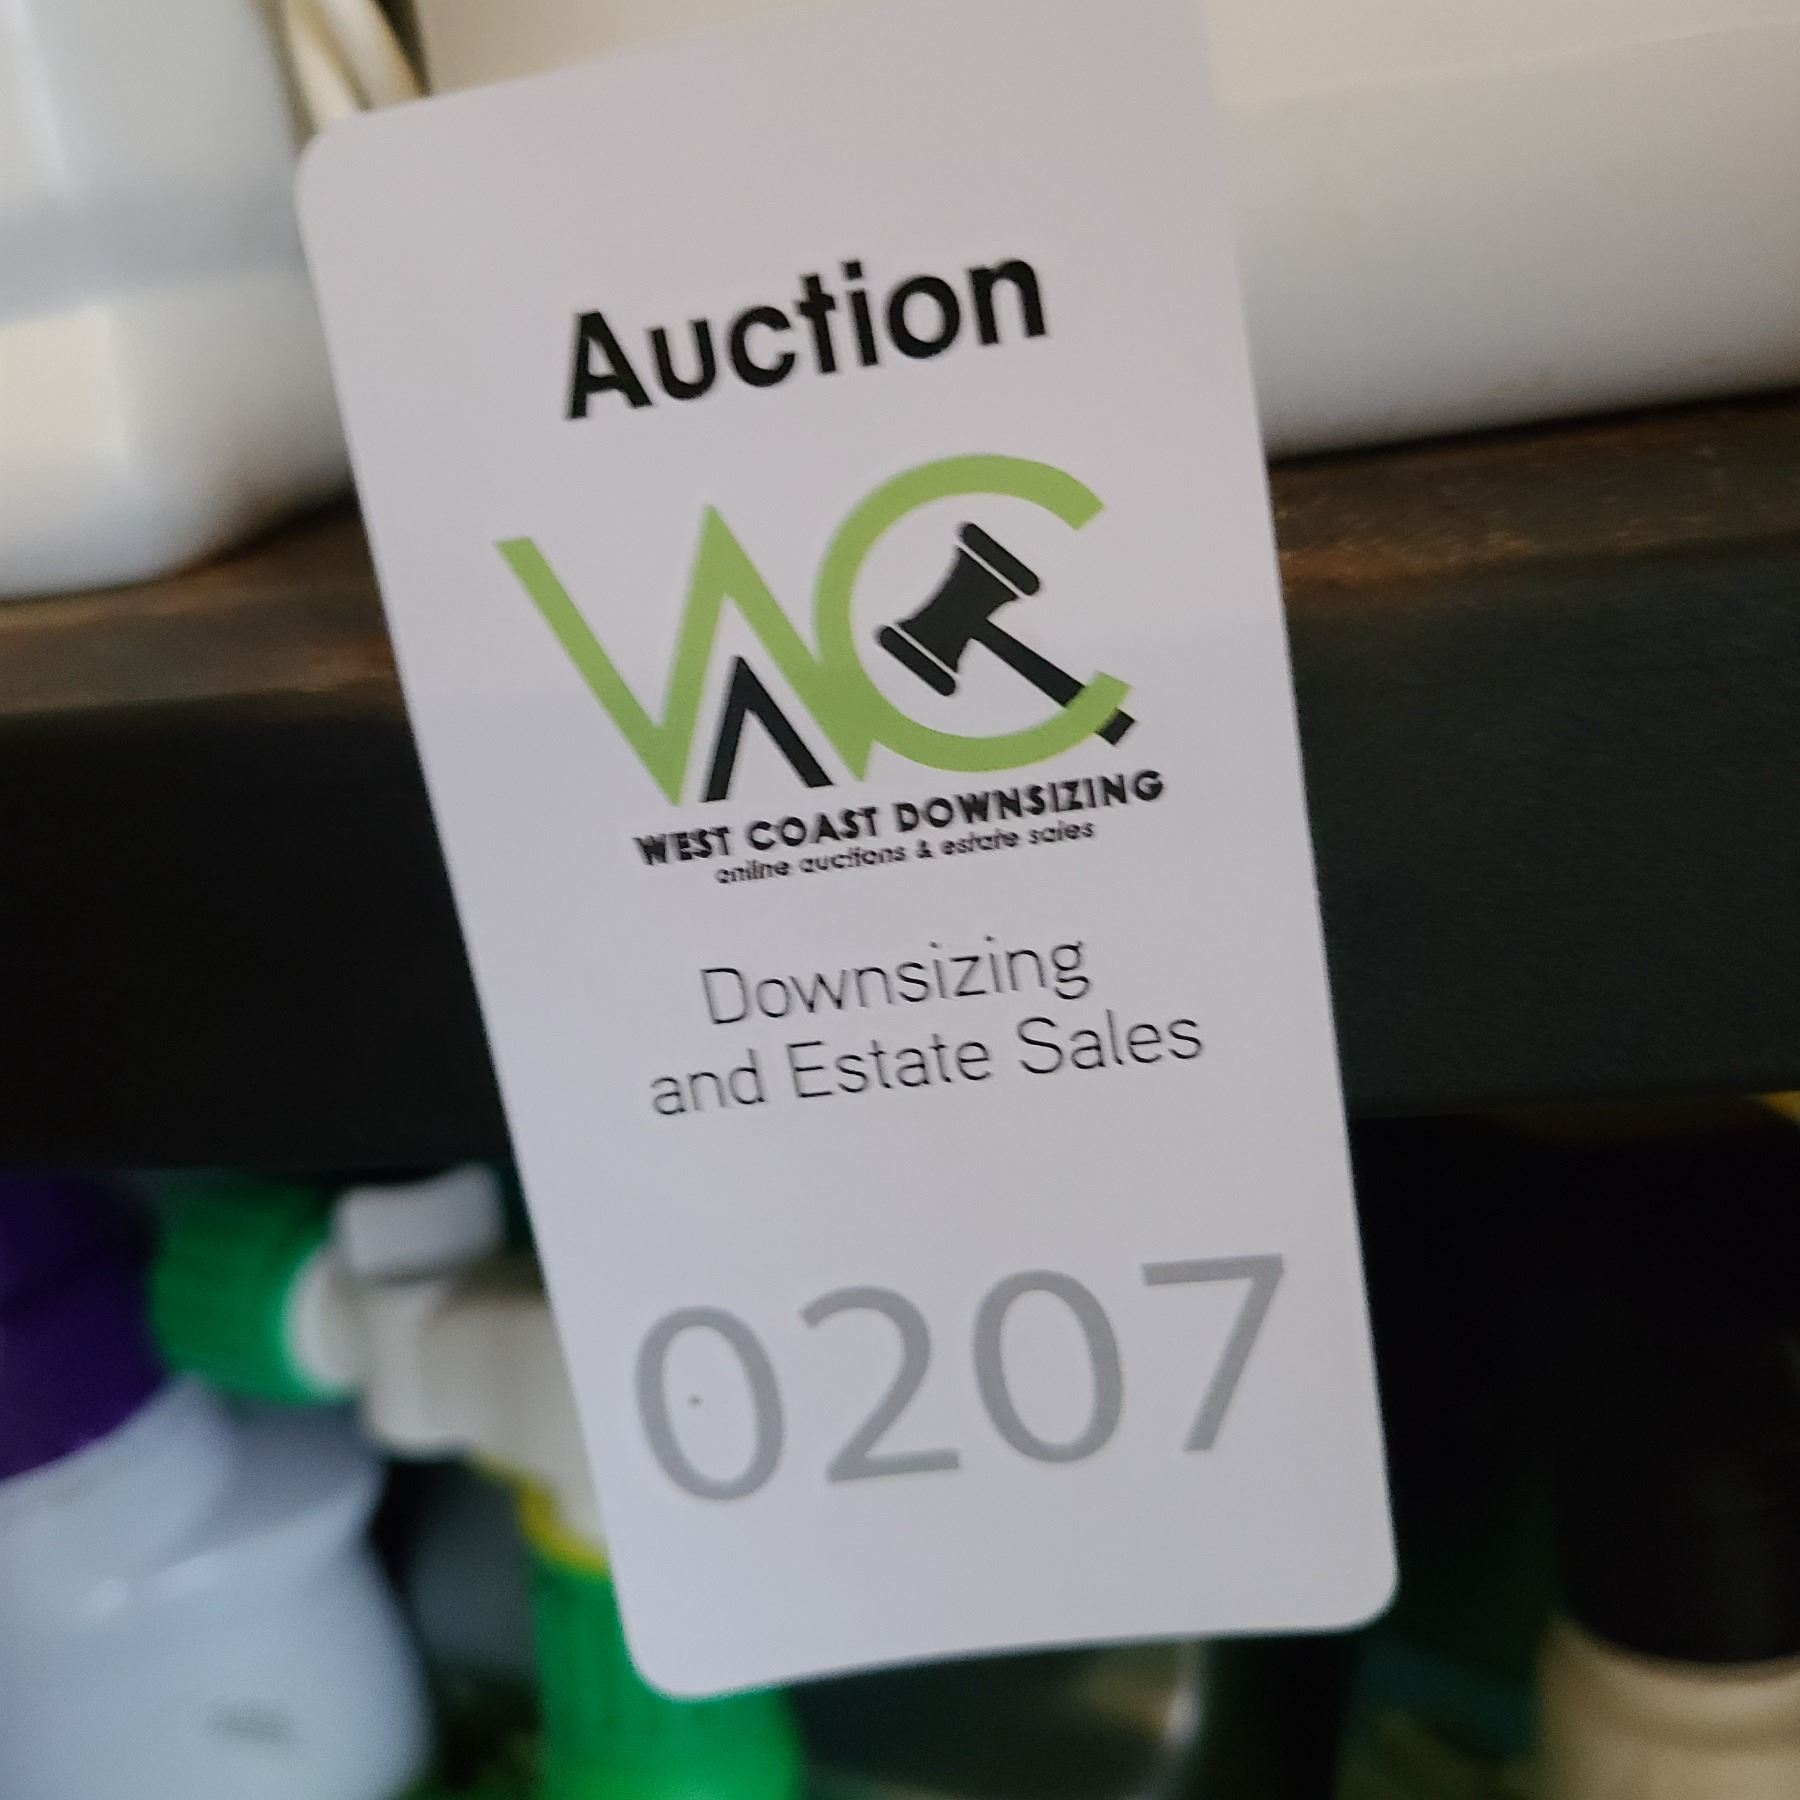 Auction
WC
WEST COAST DOWNSIZING
online auctions & estate sales
Downsizing
and Estate Sales
0207